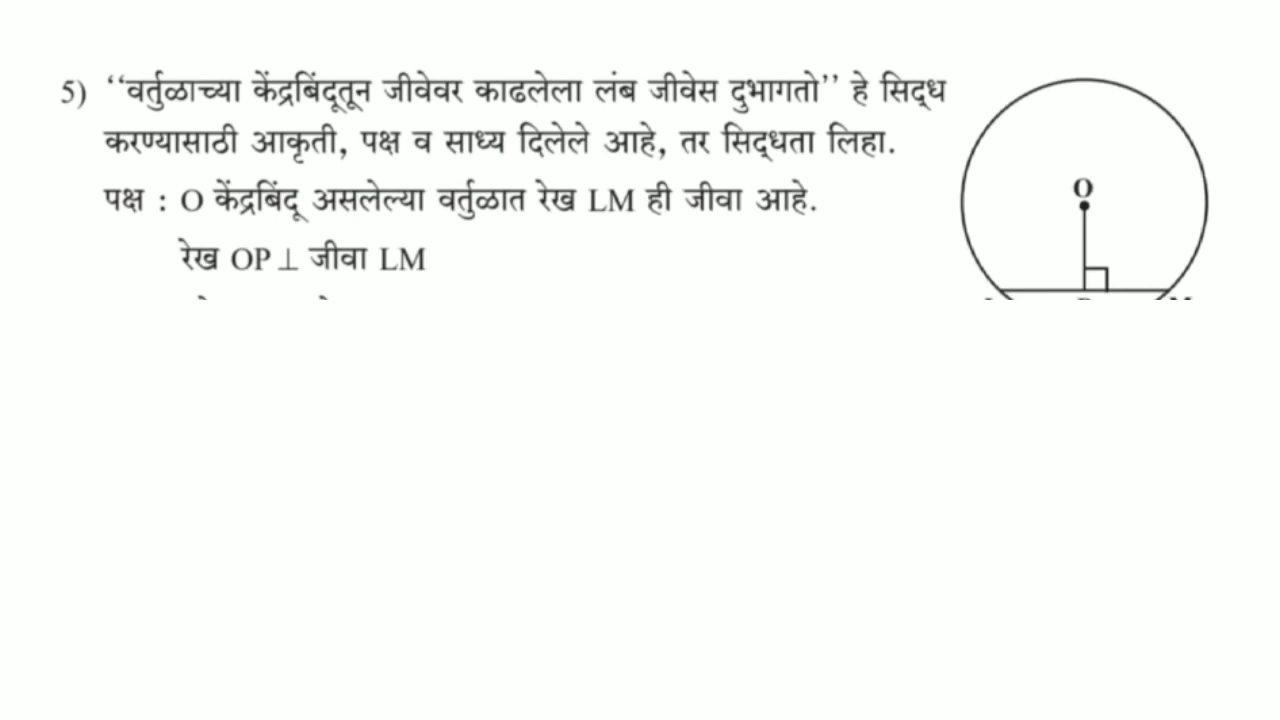 5) ‘‘वर्तुळाच्या केंद्रबिंदूतून जीवेवर काढलेला लंब जीवेस दुभागतो’’ हे सिद्ध
करण्यासाठी आकृती, पक्ष व साध्य दिलेले आहे, तर सिद्धता लिहा.
पक्ष : O केंद्रबिंदू असलेल्या वर्तुळात रेख LM ही जीवा आहे.
O
रेख OP ⊥ जीवा LM